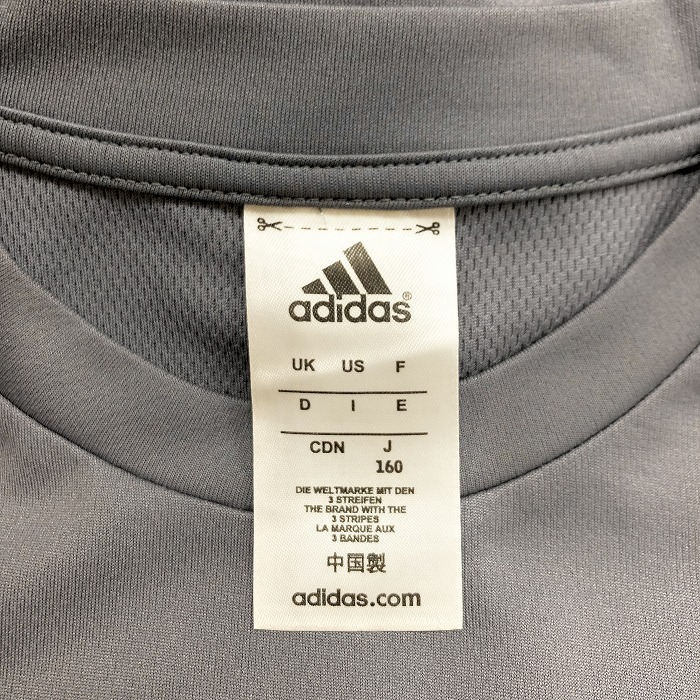 adidas®
UK US F
D I E
CDN J
160
DIE WELTMARKE MIT DEN
3 STREIFEN
THE BRAND WITH THE
3 STRIPES
LA MARQUE AUX
3 BANDES
中国製
adidas.com